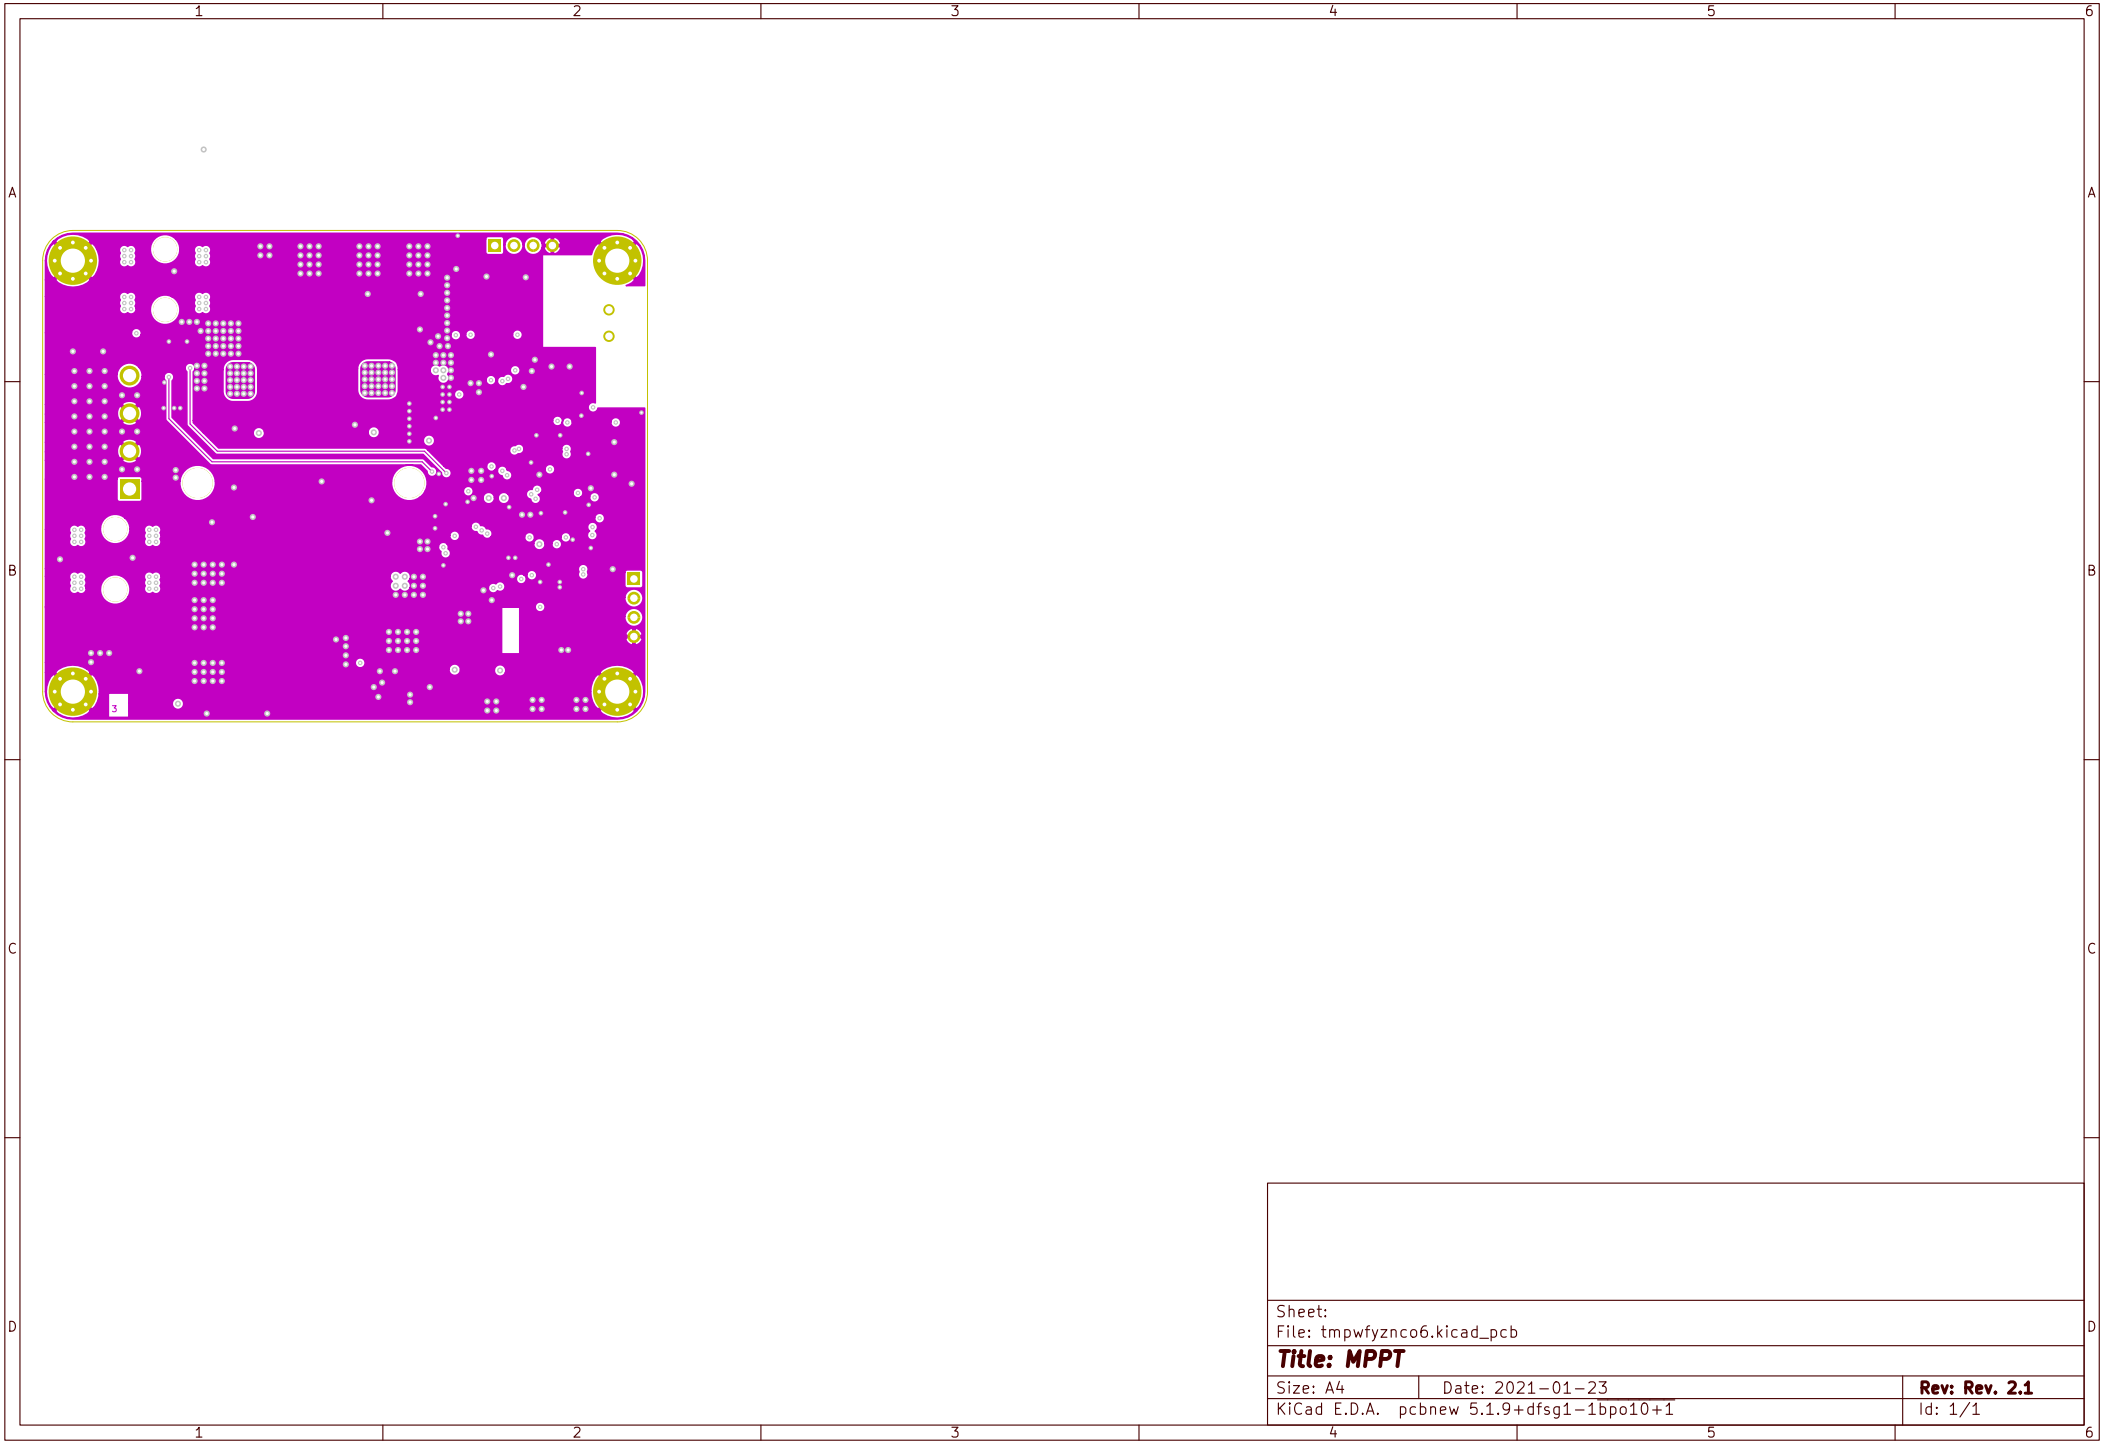 1 2 3 4 5 6
A A
3
B B
C C
D D
Sheet:
File: tmpwfyznco6.kicad_pcb
Title: MPPT
Size: A4 Date: 2021-01-23 Rev: Rev. 2.1
KiCad E.D.A. pcbnew 5.1.9+dfsg1-1bpo10+1 Id: 1/1
1 2 3 4 5 6